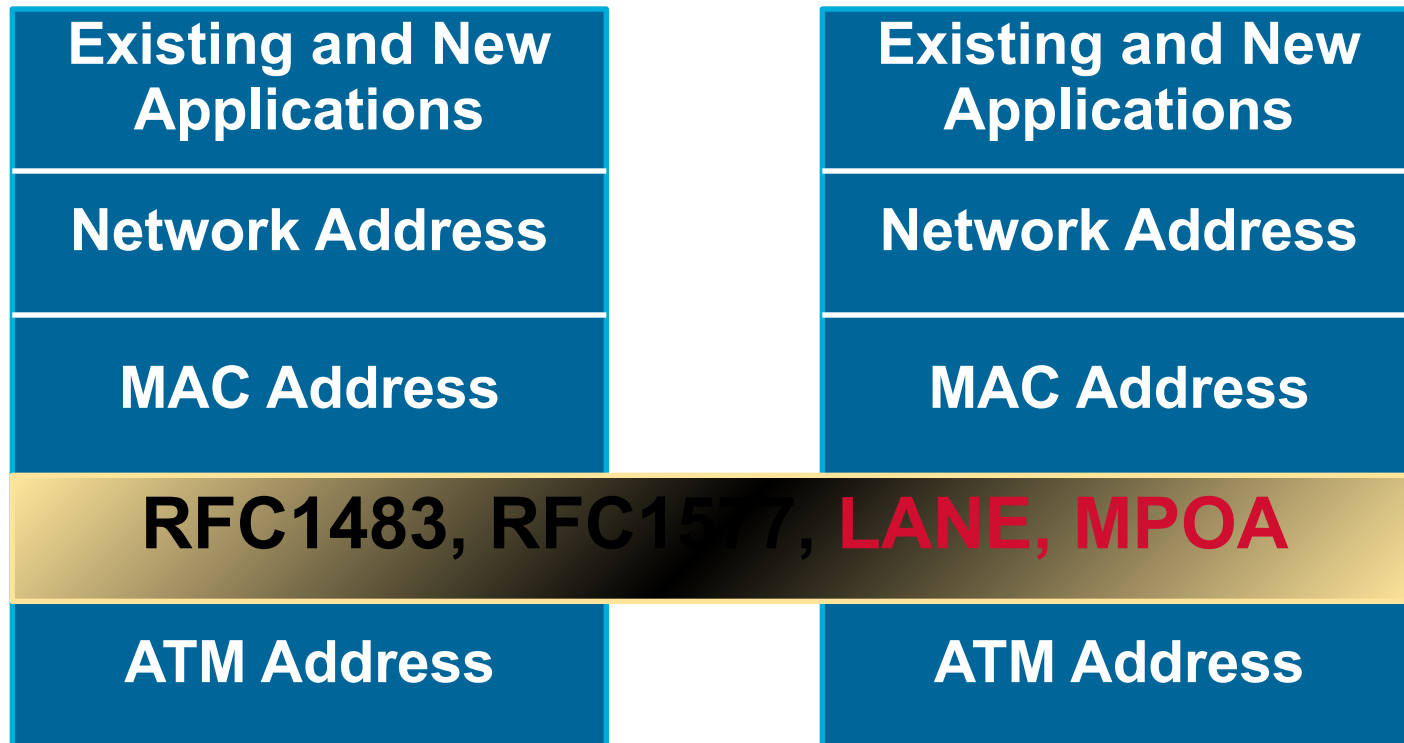 Existing and New
Applications
Network Address
MAC Address
Existing and New
Applications
Network Address
MAC Address
RFC1483, RFC1577, LANE, MPOA
ATM Address
ATM Address